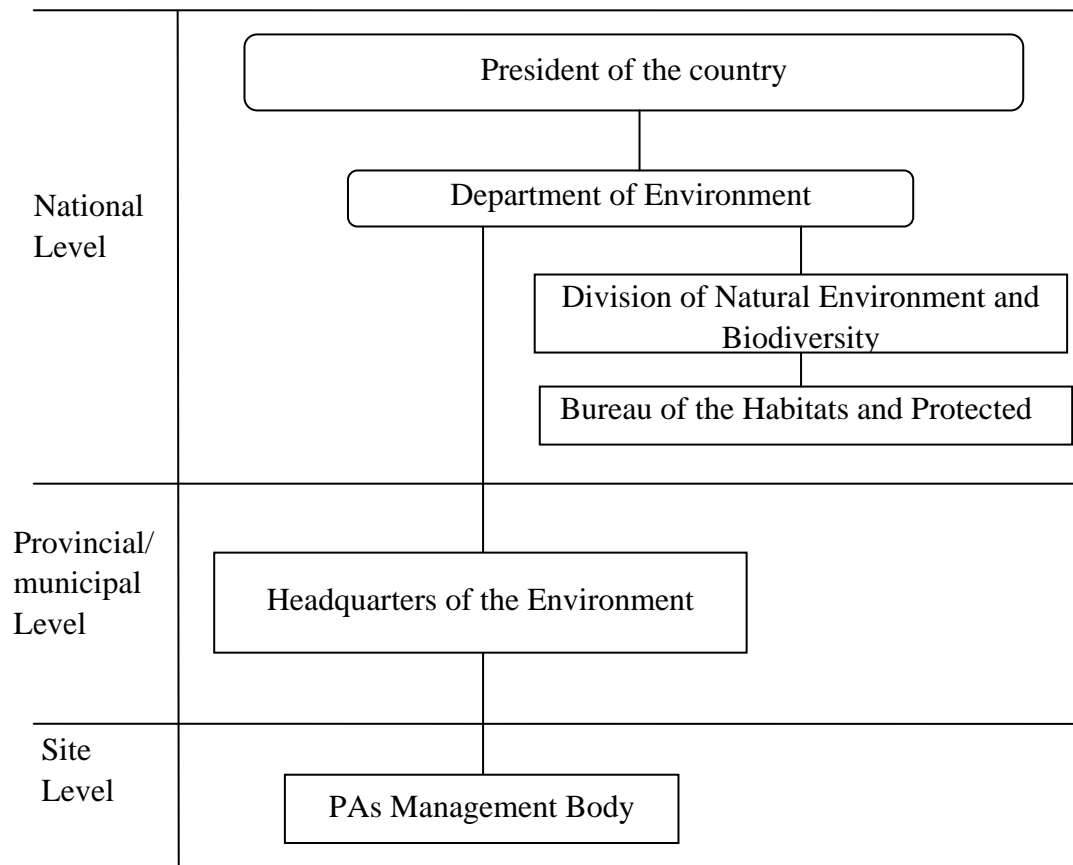 President of the country
Department of Environment
National
Level
Division of Natural Environment and
Biodiversity
Bureau of the Habitats and Protected
Provincial/
municipal
Level
Headquarters of the Environment
Site
Level
PAs Management Body